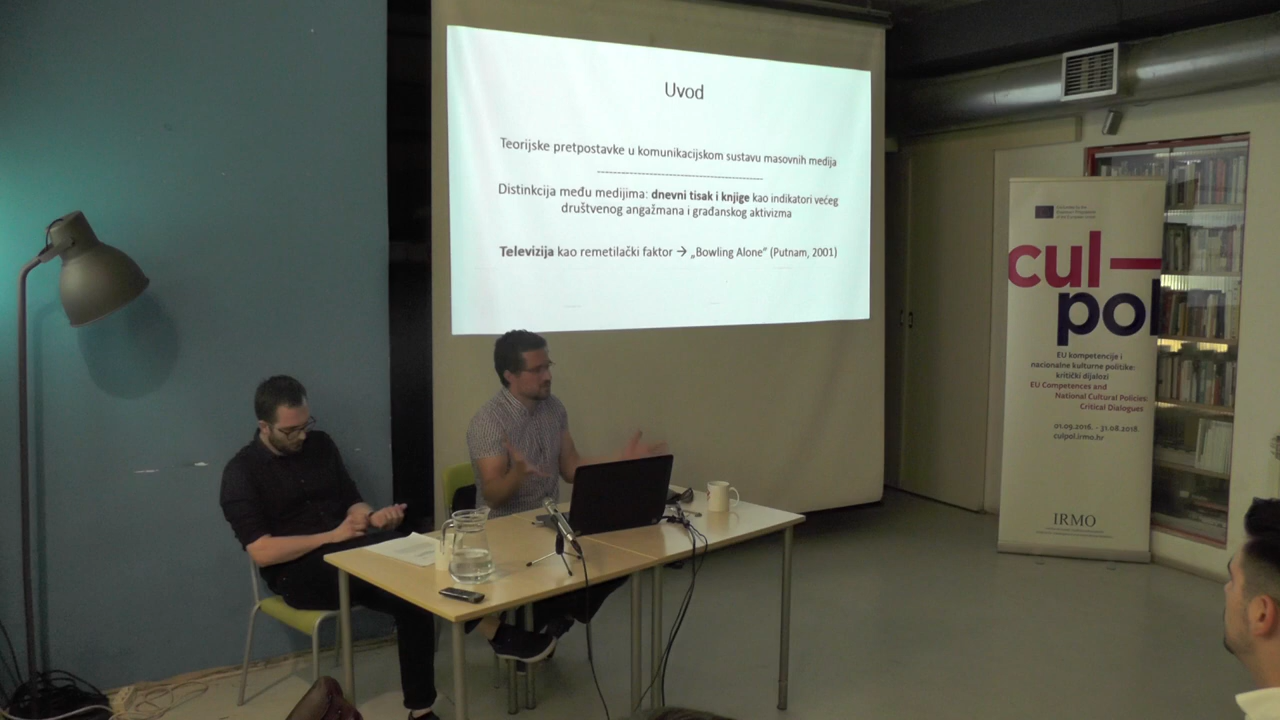 Uvod
Teorijske pretpostavke u komunikacijskom sustavu masovnih medija
--------------------------------------------
Distinkcija među medijima: dnevni tisak i knjige kao indikatori većeg
društvenog angažmana i građanskog aktivizma
Televizija kao remetilački faktor → „Bowling Alone“ (Putnam, 2001)
cul—
pol
EU kompetencije i
nacionalne kulturne politike:
kritički dijalozi
EU Competences and
National Cultural Policies
Critical Dialogues
01.09.2016. - 31.08.2018.
culpol.irmo.hr
IRMO